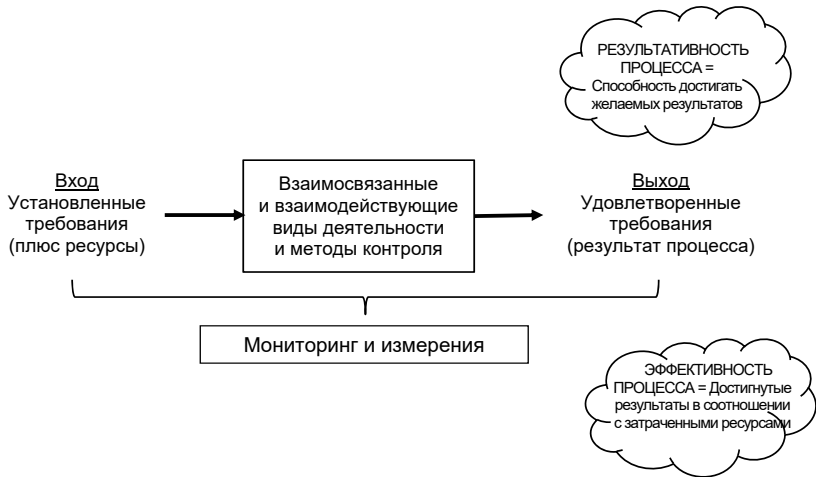 РЕЗУЛЬТАТИВНОСТЬ
ПРОЦЕССА =
Способность достигать
желаемых результатов
Вход
Установленные
требования
(плюс ресурсы)
Взаимосвязанные
и взаимодействующие
виды деятельности
и методы контроля
Выход
Удовлетворенные
требования
(результат процесса)
Мониторинг и измерения
ЭФФЕКТИВНОСТЬ
ПРОЦЕССА = Достигнутые
результаты в соотношении
с затраченными ресурсами